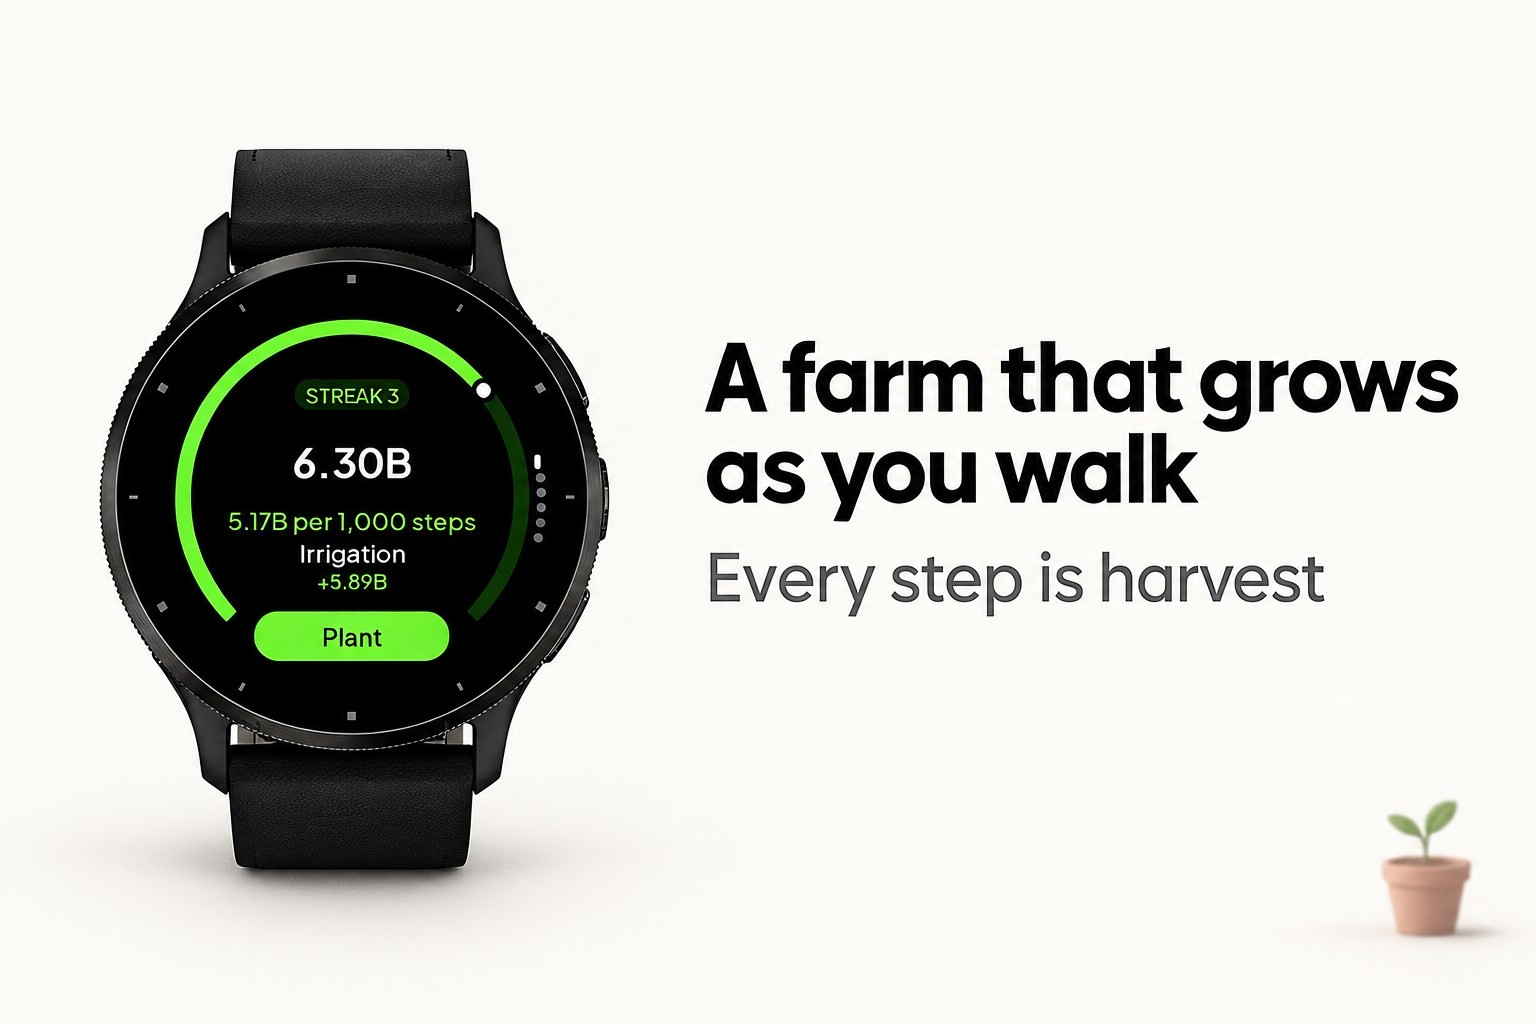 STREAK 3
6.30B
5.17B per 1,000 steps
Irrigation
+5.89B
Plant
A farm that grows
as you walk
Every step is harvest